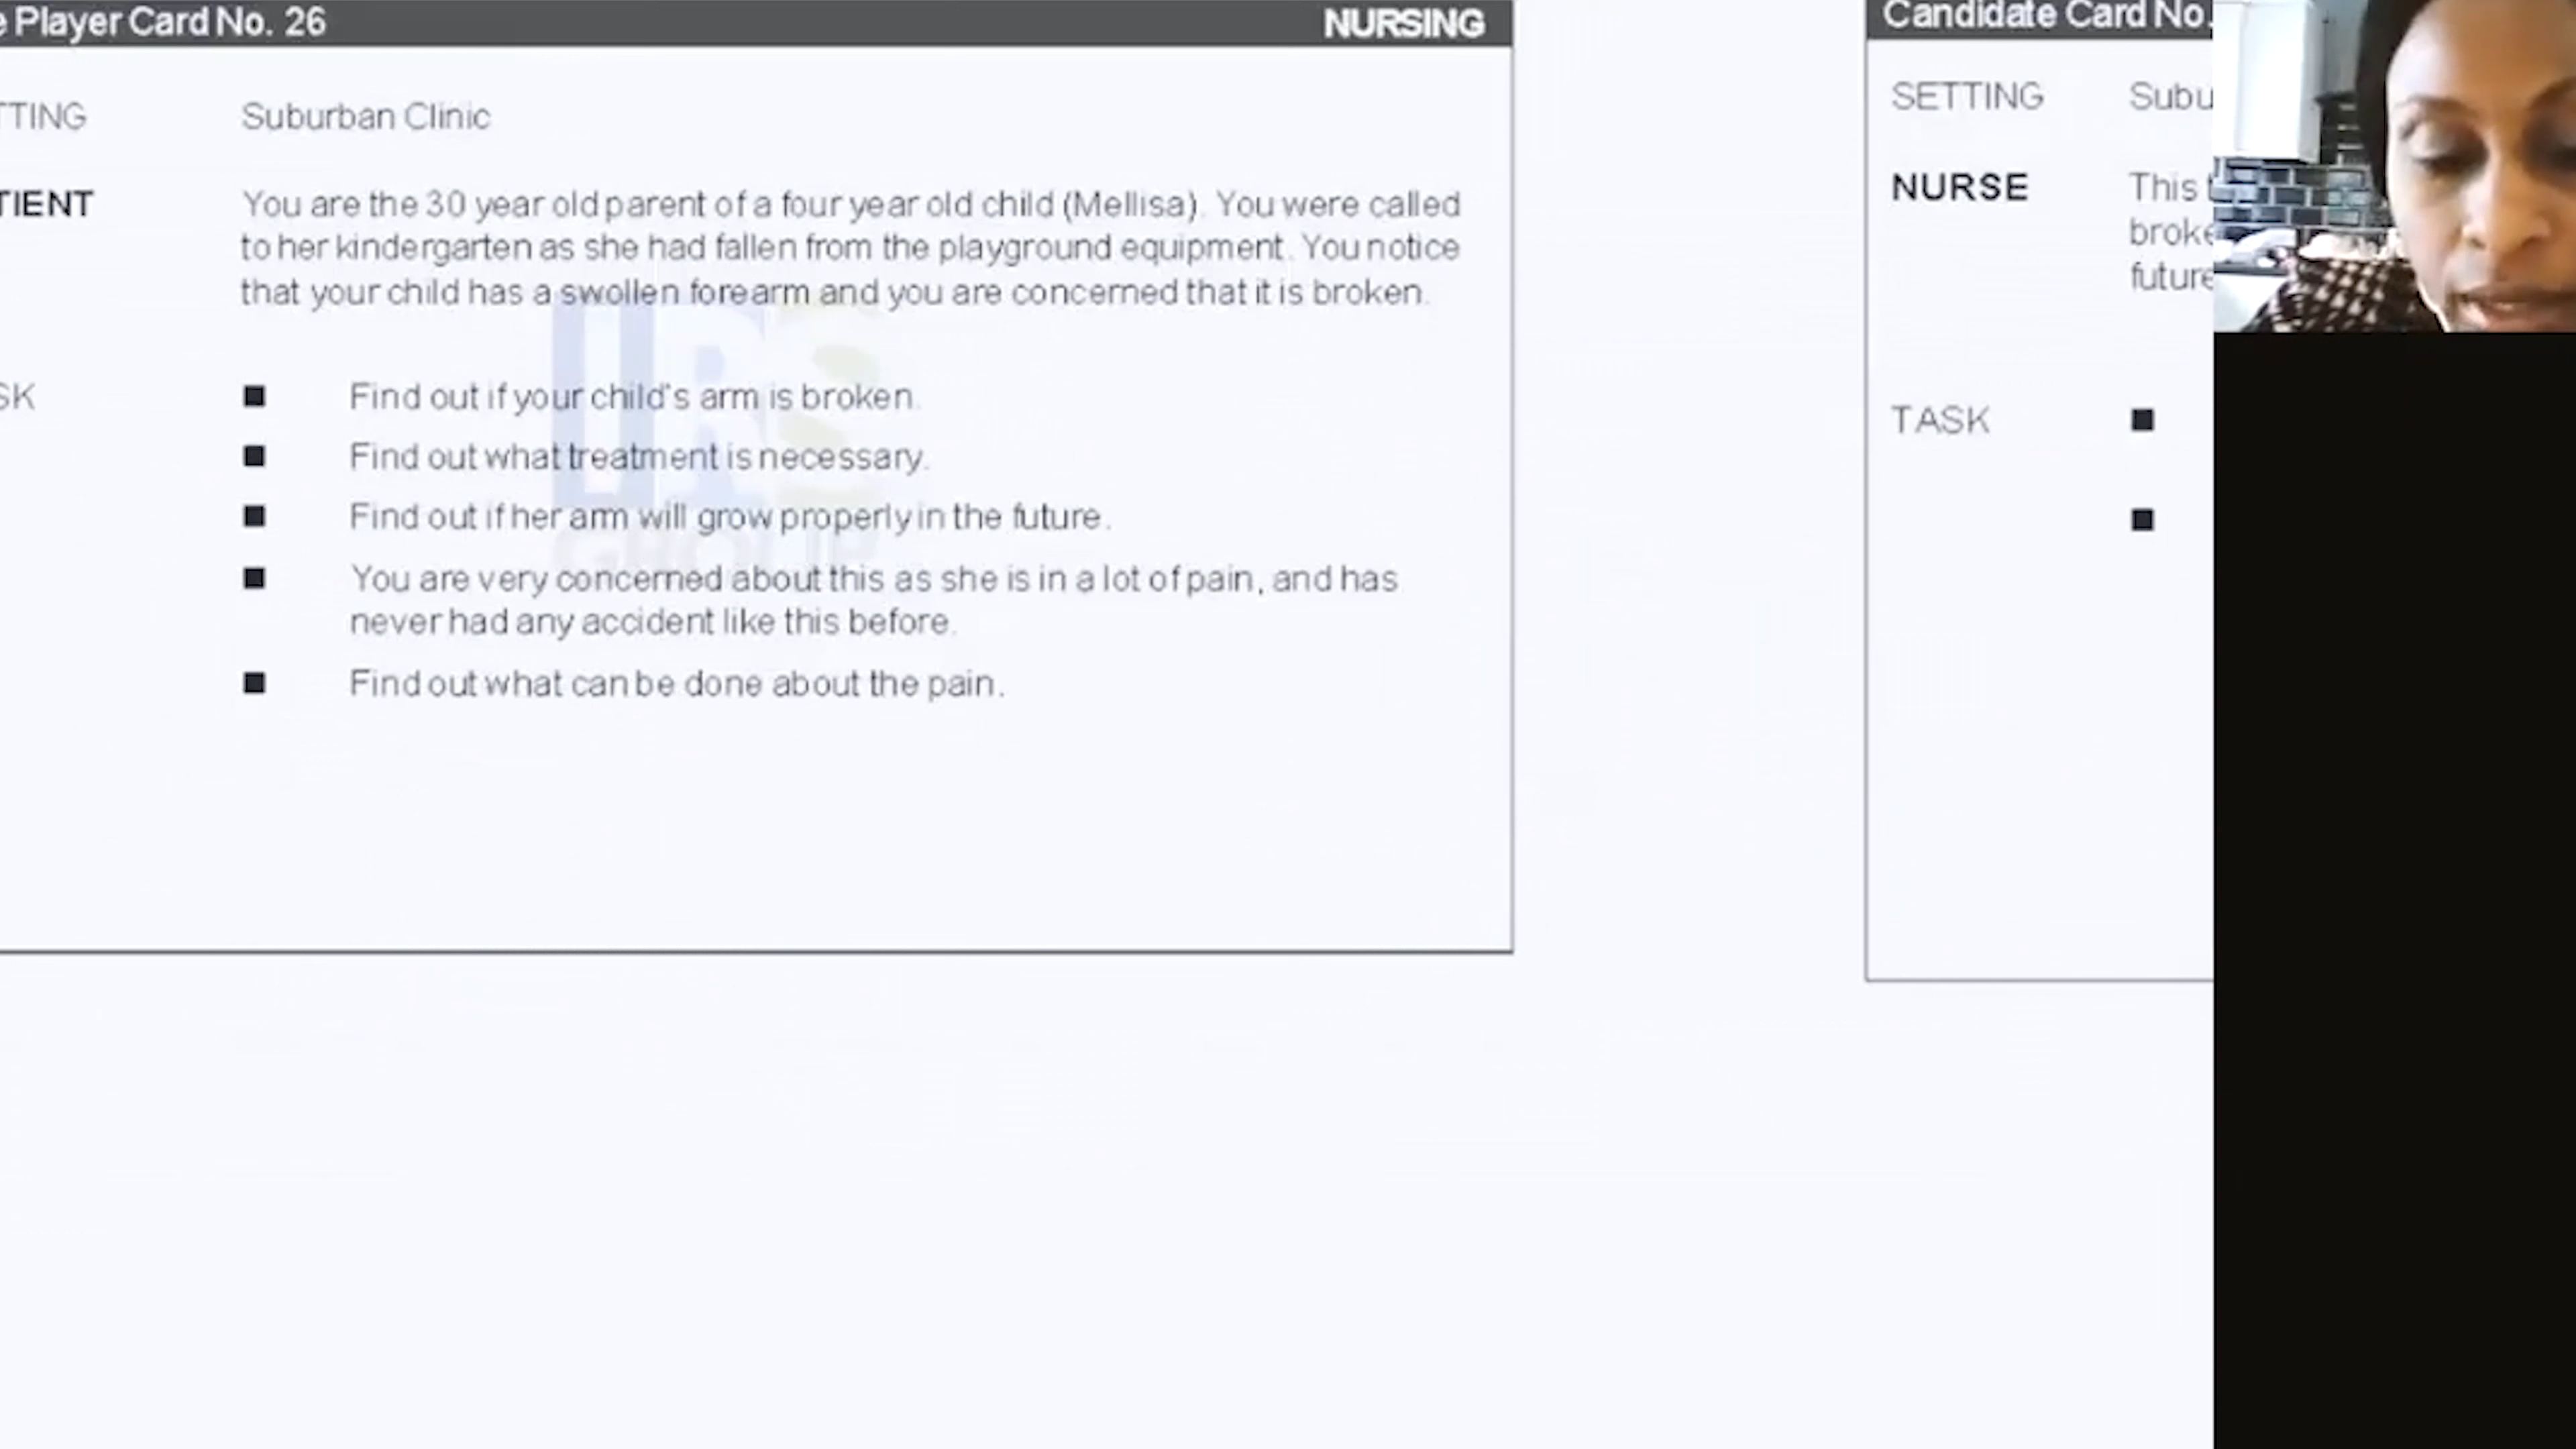 e Player Card No. 26 NURSING
TTING Suburban Clinic
TIENT You are the 30 year old parent of a four year old child (Mellisa). You were called
to her kindergarten as she had fallen from the playground equipment. You notice
that your child has a swollen forearm and you are concerned that it is broken.
SK ■ Find out if your child's arm is broken.
■ Find out what treatment is necessary.
■ Find out if her arm will grow properly in the future.
■ You are very concerned about this as she is in a lot of pain, and has
never had any accident like this before.
■ Find out what can be done about the pain.
GROUP
Candidate Card No.
SETTING Subu
NURSE This
broke
future
TASK ■
■